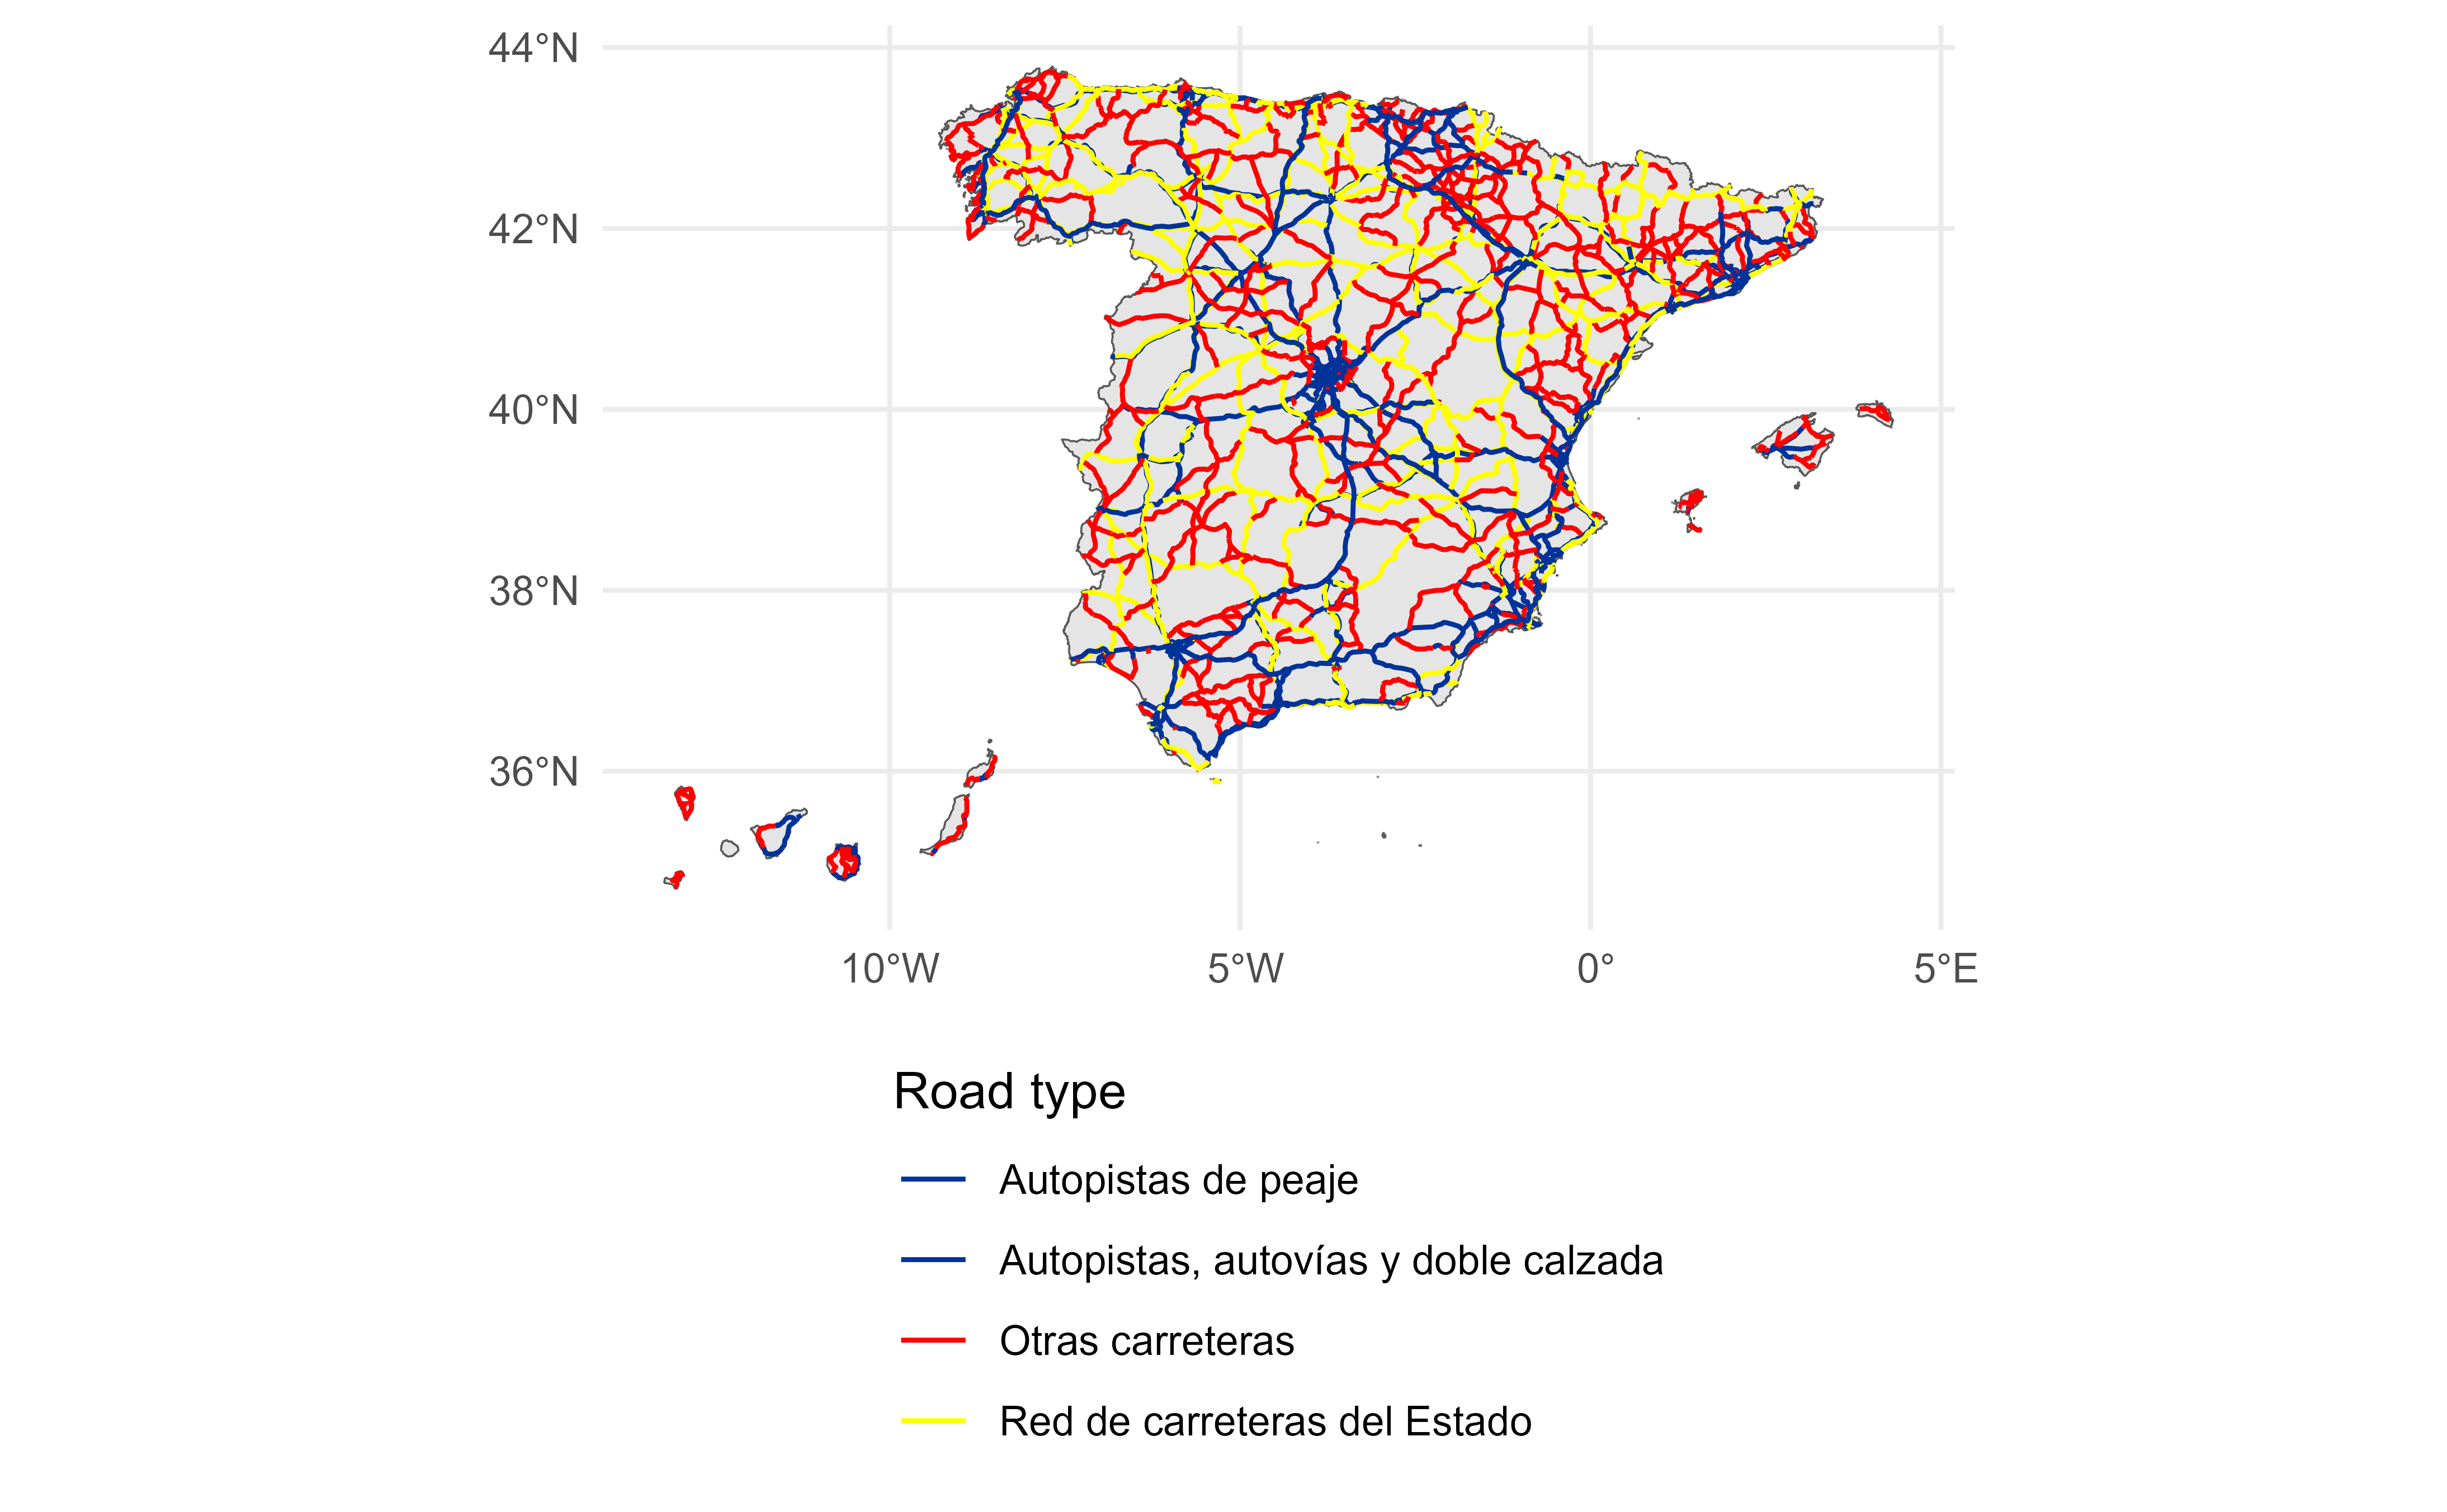 44°N
42°N
40°N
38°N
36°N
10°W 5°W 0° 5°E
Road type
Autopistas de peaje
Autopistas, autovías y doble calzada
Otras carreteras
Red de carreteras del Estado